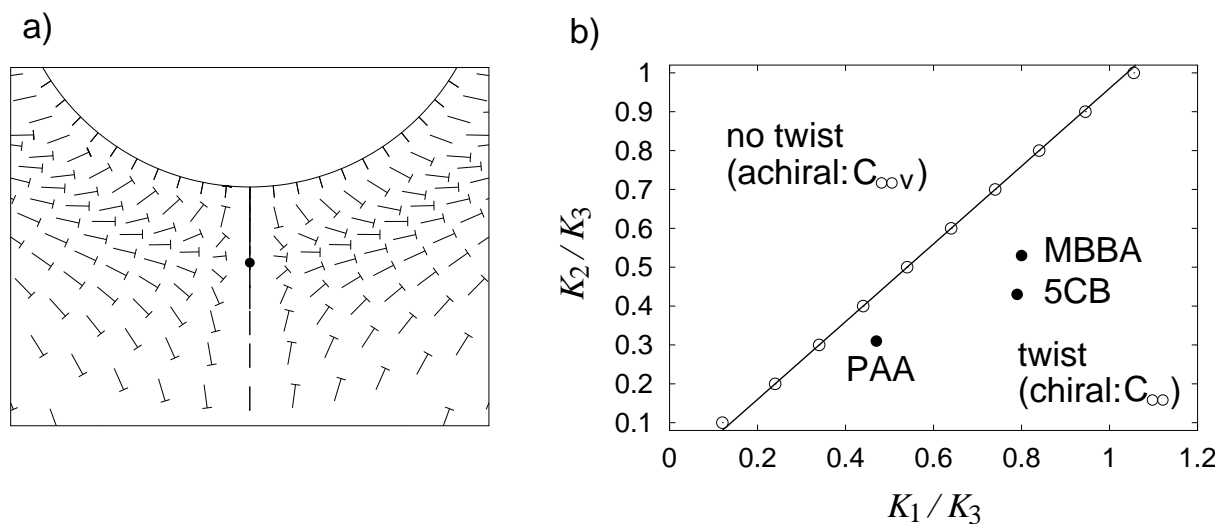 a)
b)
1
0.9
0.8
0.7
0.6
0.5
0.4
0.3
0.2
0.1
K2 / K3
no twist
(achiral: C∞v)
MBBA
5CB
PAA
twist
(chiral: C∞)
0 0.2 0.4 0.6 0.8 1 1.2
K1 / K3